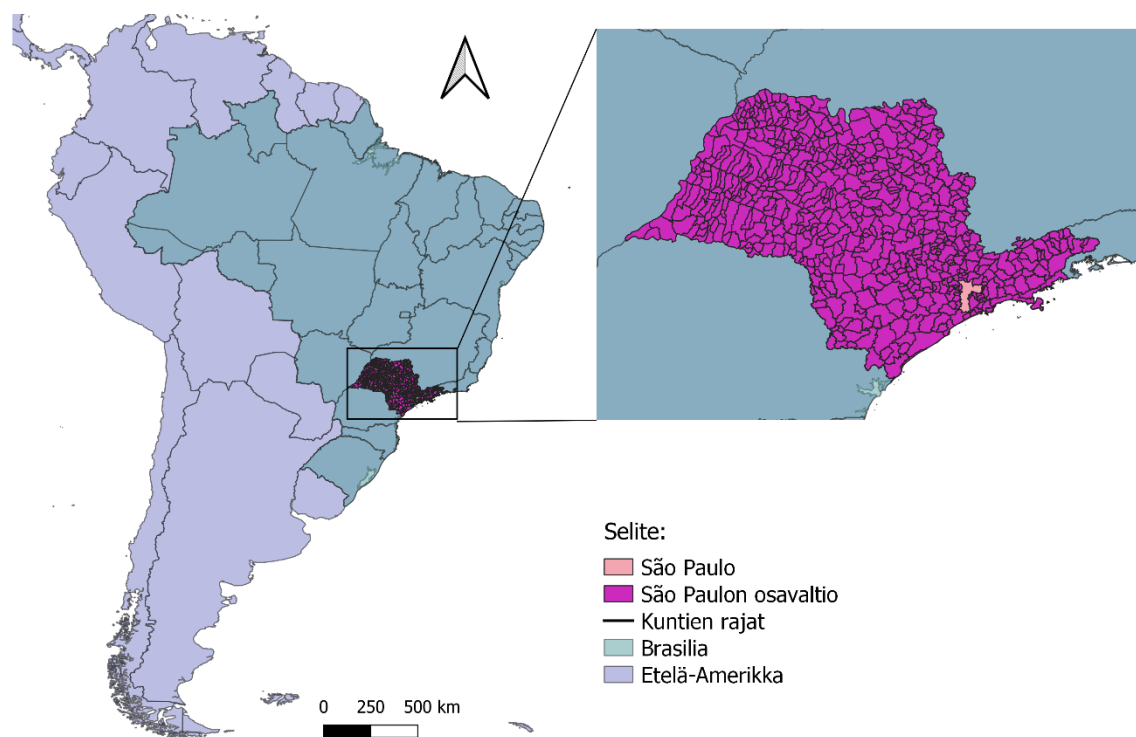 Selite:
São Paulo
São Paulon osavaltio
Kuntien rajat
Brasilia
Etelä-Amerikka
0 250 500 km